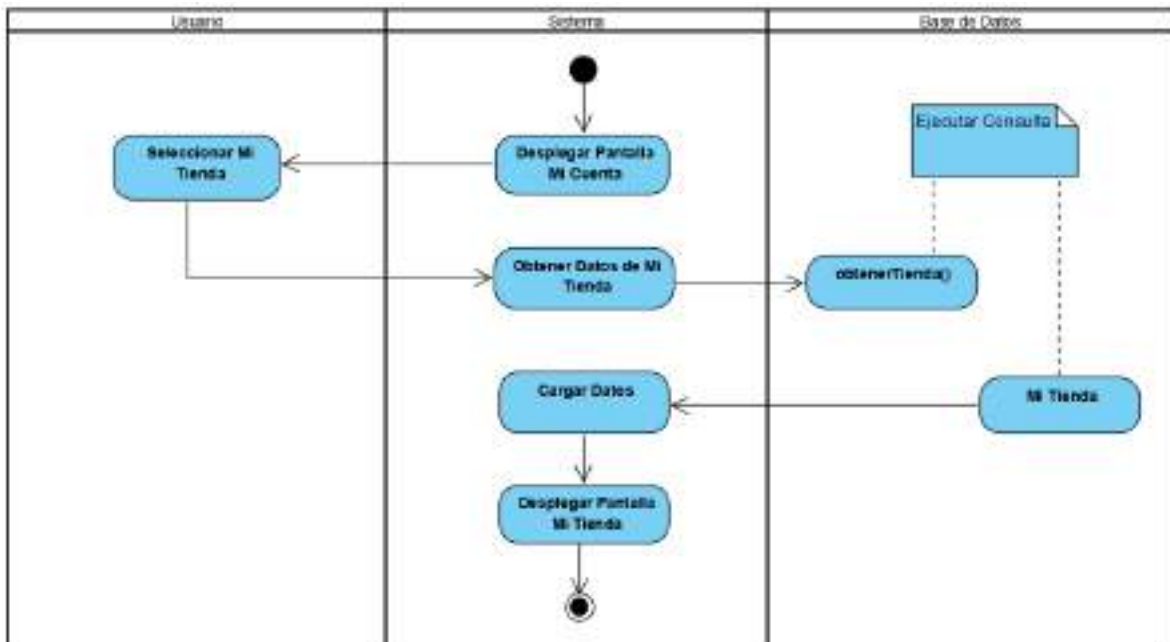 Usuario
Sistema
Base de Datos
Ejecutar Consulta
Seleccionar Mi
Tienda
Desplegar Pantalla
Mi Cuenta
Obtener Datos de Mi
Tienda
obtenerTienda()
Cargar Datos
Mi Tienda
Desplegar Pantalla
Mi Tienda